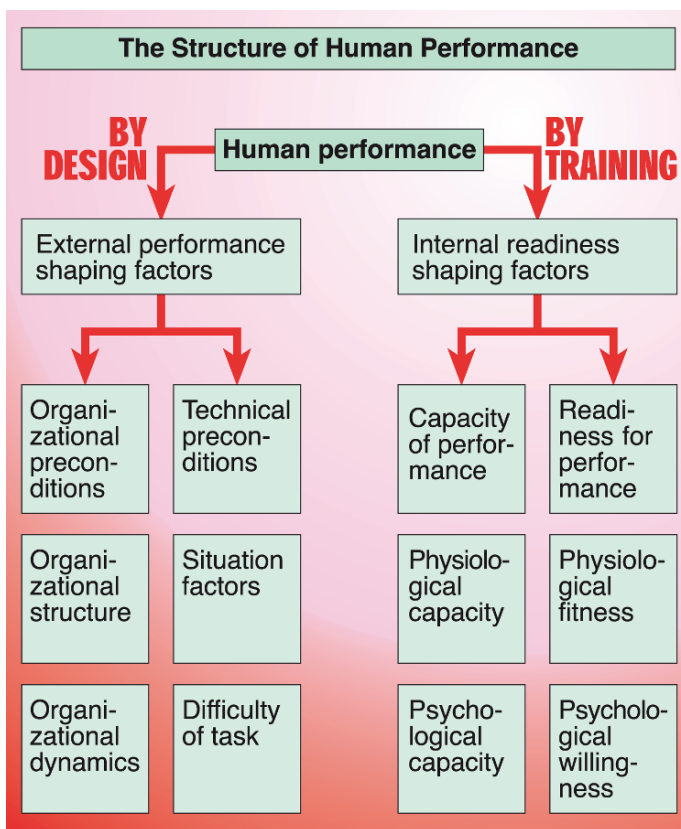 The Structure of Human Performance
BY
DESIGN
Human performance
BY
TRAINING
External performance
shaping factors
Internal readiness
shaping factors
Organi-
zational
precon-
ditions
Technical
precon-
ditions
Capacity
of perfor-
mance
Readi-
ness for
perfor-
mance
Organi-
zational
structure
Situation
factors
Physiolo-
gical
capacity
Physiolo-
gical
fitness
Organi-
zational
dynamics
Difficulty
of task
Psycho-
logical
capacity
Psycholo-
gical
willing-
ness